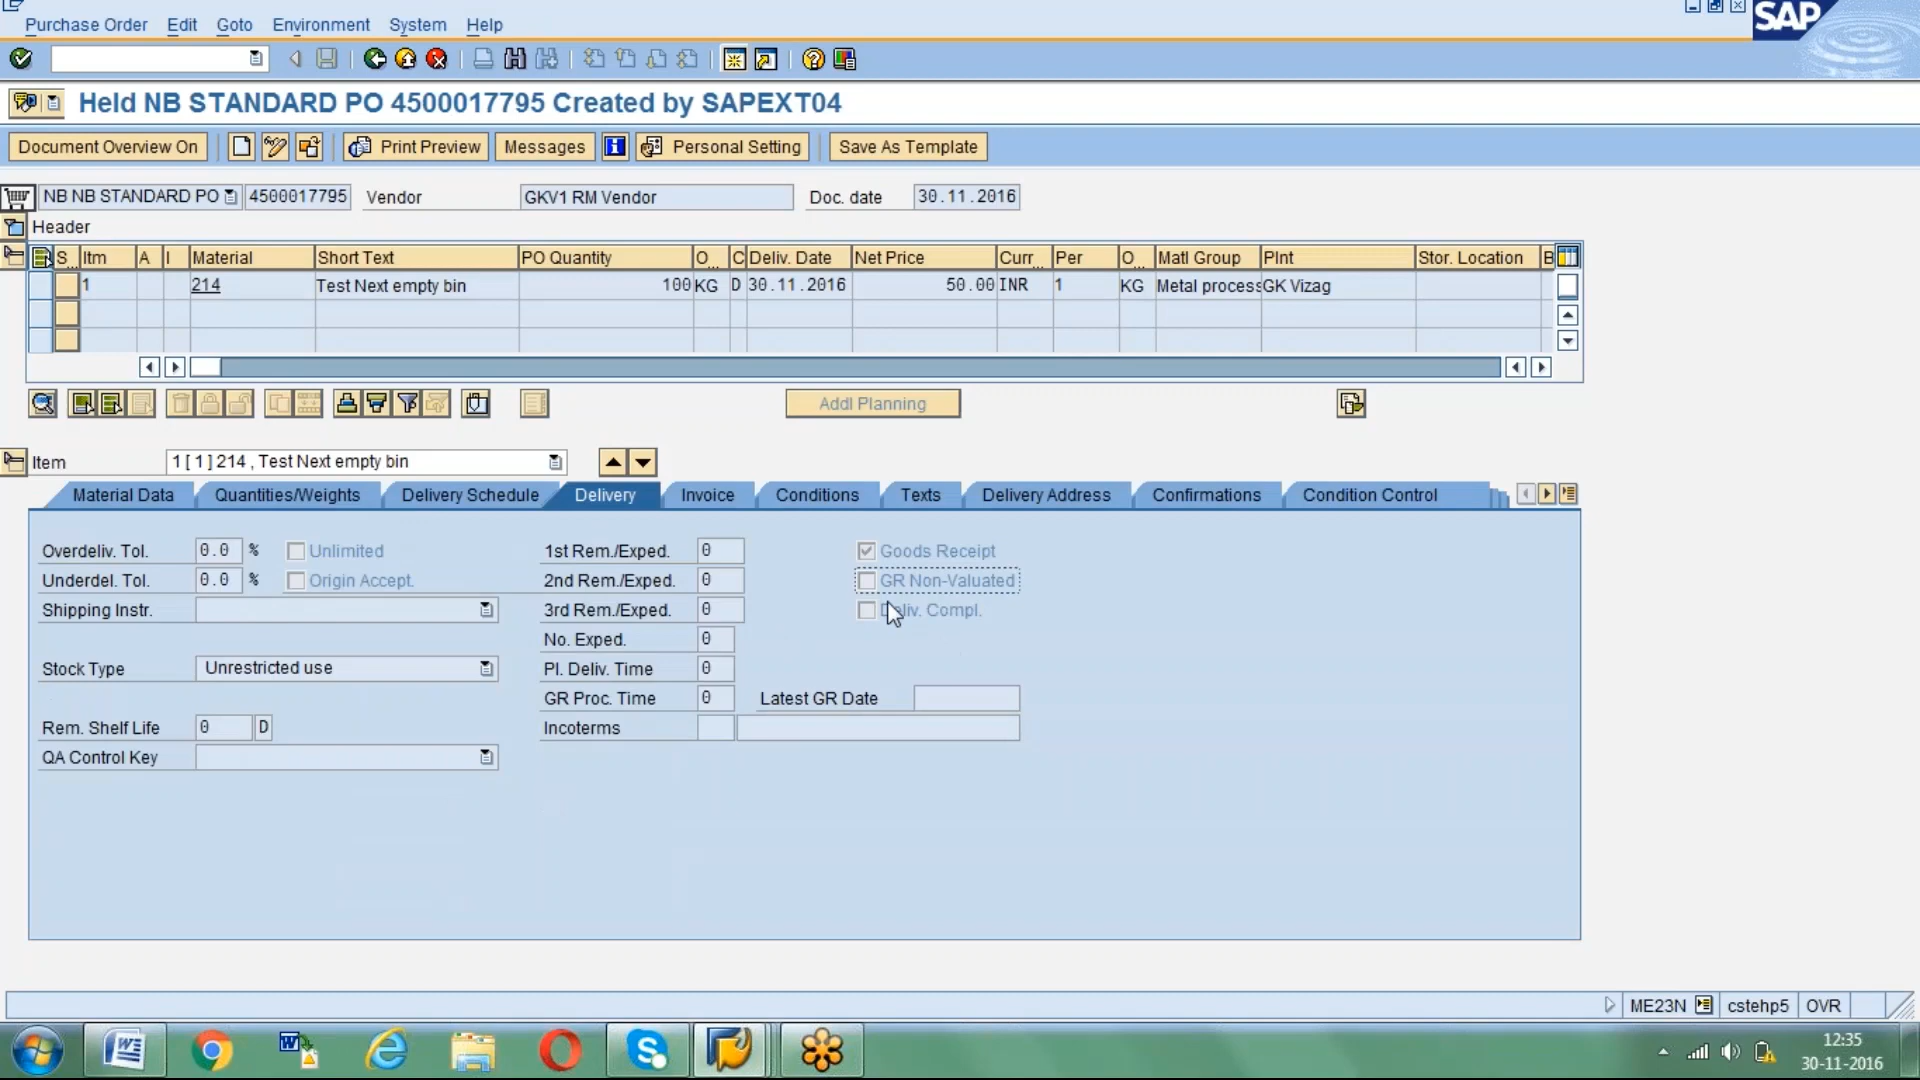 Purchase Order Edit Goto Environment System Help
SAP
Held NB STANDARD PO 4500017795 Created by SAPEXT04
Document Overview On Print Preview Messages Personal Setting Save As Template
NB NB STANDARD PO 4500017795 Vendor GKV1 RM Vendor Doc. date 30.11.2016
Header
S... Itm A I Material Short Text PO Quantity O... C Deliv. Date Net Price Curr... Per O... Matl Group Plnt Stor. Location B
1 214 Test Next empty bin 100 KG D 30.11.2016 50.00 INR 1 KG Metal process GK Vizag
Addl Planning
Item 1 [ 1 ] 214 , Test Next empty bin
Material Data Quantities/Weights Delivery Schedule Delivery Invoice Conditions Texts Delivery Address Confirmations Condition Control
Overdeliv. Tol. 0.0 % Unlimited 1st Rem./Exped. 0 Goods Receipt
Underdel. Tol. 0.0 % Origin Accept. 2nd Rem./Exped. 0 GR Non-Valuated
Shipping Instr. 3rd Rem./Exped. 0 Deliv. Compl.
No. Exped. 0
Stock Type Unrestricted use Pl. Deliv. Time 0
GR Proc. Time 0 Latest GR Date
Rem. Shelf Life 0 D Incoterms
QA Control Key
ME23N cstehp5 OVR
12:35
30-11-2016